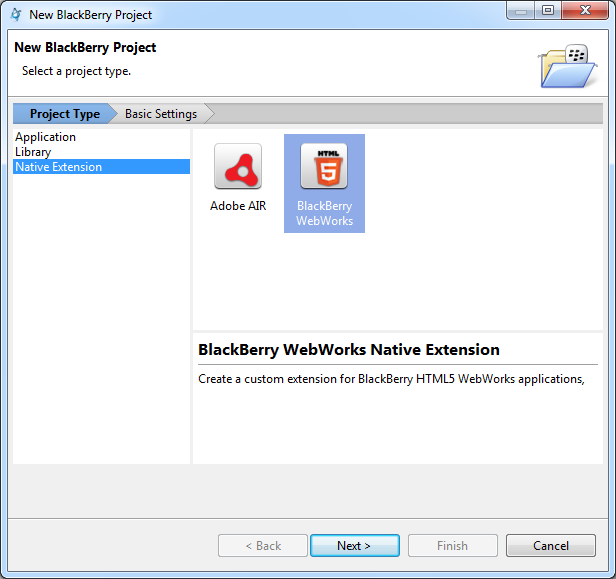 New BlackBerry Project
New BlackBerry Project
Select a project type.
Project Type
Basic Settings
Application
Library
Native Extension
Adobe AIR
HTML
5
BlackBerry
WebWorks
BlackBerry WebWorks Native Extension
Create a custom extension for BlackBerry HTML5 WebWorks applications,
< Back
Next >
Finish
Cancel